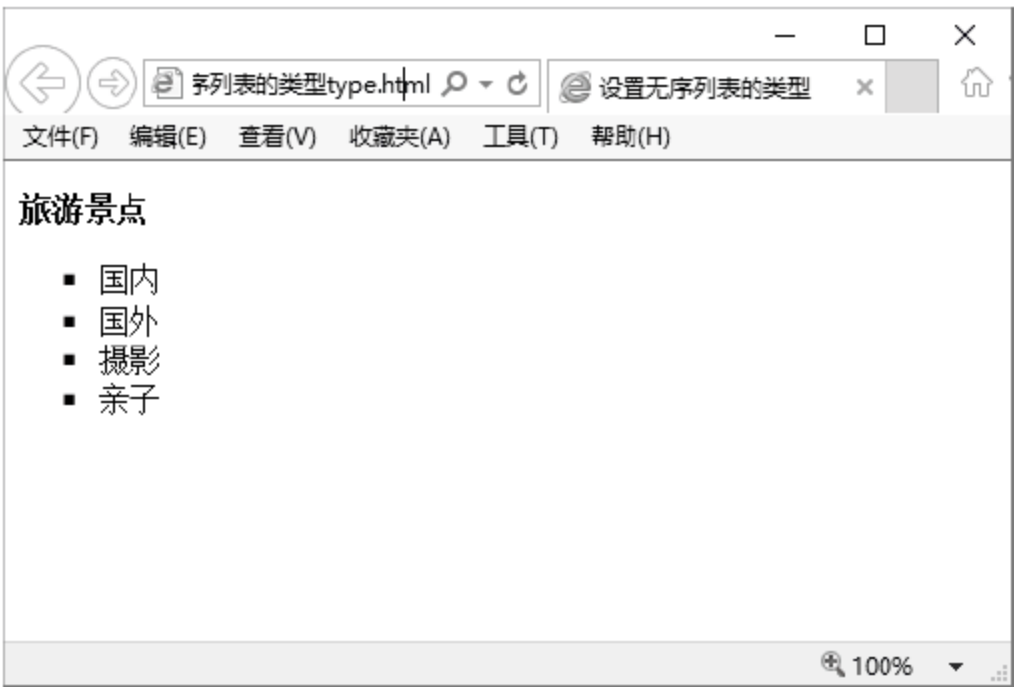 序列表的类型type.html
设置无序列表的类型
文件(F) 编辑(E) 查看(V) 收藏夹(A) 工具(T) 帮助(H)
旅游景点
国内
国外
摄影
亲子
100%